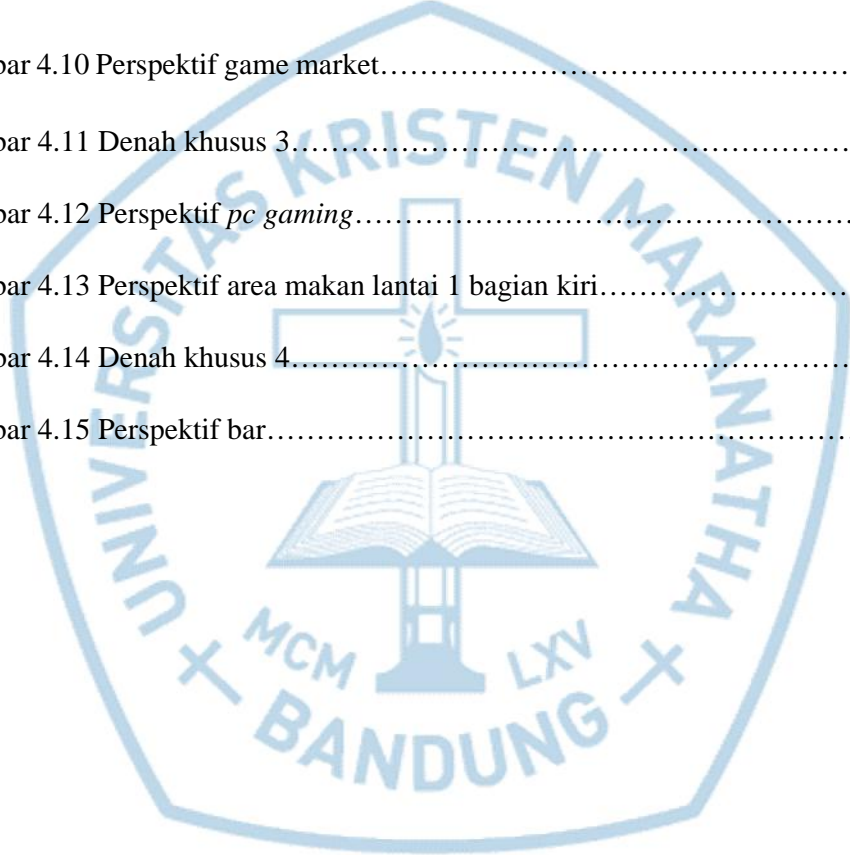 bar 4.10 Perspektif game market…………………………………………………
bar 4.11 Denah khusus 3……………………………………………………………
bar 4.12 Perspektif pc gaming……………………………………………………
bar 4.13 Perspektif area makan lantai 1 bagian kiri…………………………
bar 4.14 Denah khusus 4……………………………………………………………
bar 4.15 Perspektif bar………………………………………………………………
UNIVERSITAS KRISTEN MARANATHA
MCM LXV
BANDUNG